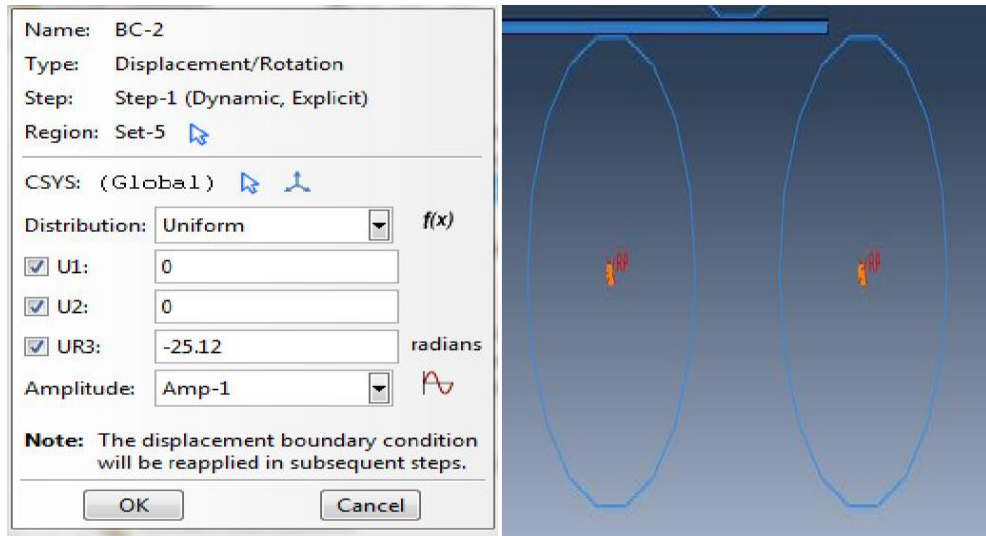 Name: BC-2
Type: Displacement/Rotation
Step: Step-1 (Dynamic, Explicit)
Region: Set-5
CSYS: (Global)
Distribution: Uniform f(x)
U1: 0
U2: 0
UR3: -25.12 radians
Amplitude: Amp-1
Note: The displacement boundary condition
will be reapplied in subsequent steps.
OK Cancel
RP RP